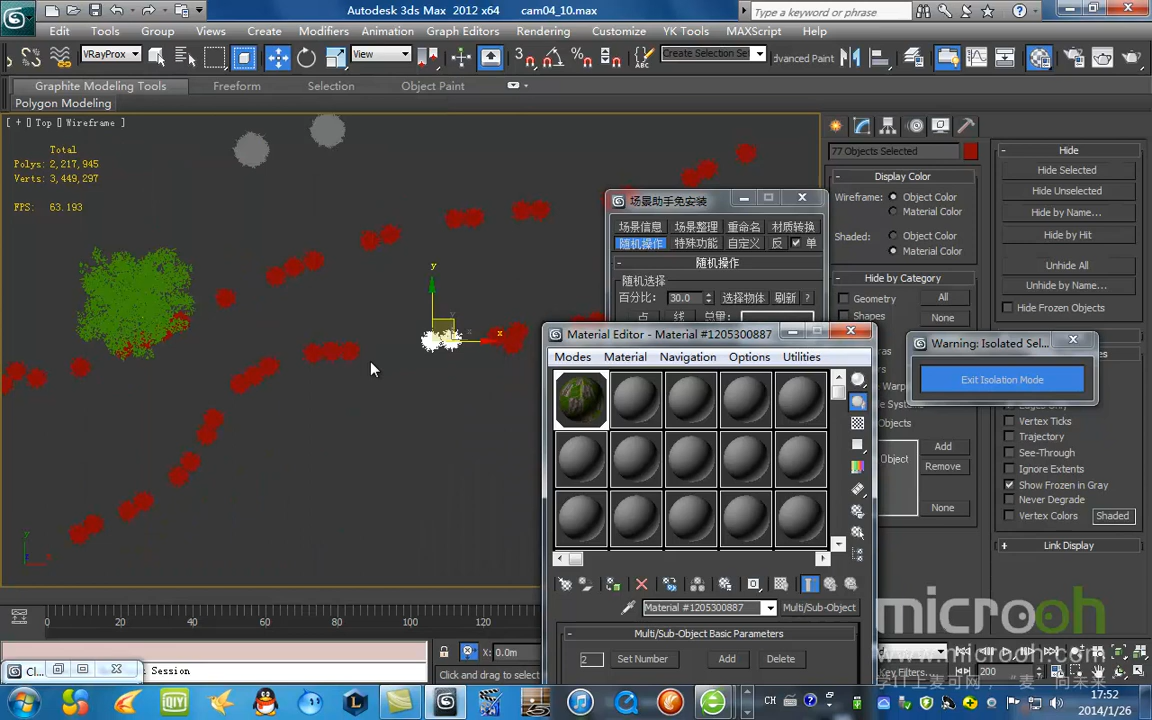 Autodesk 3ds Max 2012 x64 cam04_10.max
Type a keyword or phrase
Edit Tools Group Views Create Modifiers Animation Graph Editors Rendering Customize YK Tools MAXScript Help
VRayProx View Create Selection Se dvanced Paint
Graphite Modeling Tools Freeform Selection Object Paint
Polygon Modeling
[ + ] Top [ Wireframe ]
Total
Polys: 2,217,945
Verts: 3,449,297
FPS: 63.193
y
x
77 Objects Selected
Display Color
Wireframe: Object Color
Material Color
Shaded: Object Color
Material Color
Hide by Category
Geometry All
Shapes
None
Add
Object
Remove
None
Hide
Hide Selected
Hide Unselected
Hide by Name...
Hide by Hit
Unhide All
Unhide by Name...
Hide Frozen Objects
Vertex Ticks
Trajectory
See-Through
Ignore Extents
Show Frozen in Gray
Never Degrade
Vertex Colors Shaded
Link Display
场景助手免安装
场景信息 场景整理 重命名 材质转换
随机操作 特殊功能 自定义 反 单
随机操作
随机选择
百分比: 30.0 选择物体 刷新 ?
点 线 总里:
Warning: Isolated Sel...
Exit Isolation Mode
Material Editor - Material #1205300887
Modes Material Navigation Options Utilities
Material #1205300887 Multi/Sub-Object
Multi/Sub-Object Basic Parameters
2 Set Number Add Delete
0 20 40 60 80 100 120
X: 0.0m
Click and drag to select
Cl... Session
ey Filters... 200
microoh
www.microoh.com
CH
17:52
2014/1/26